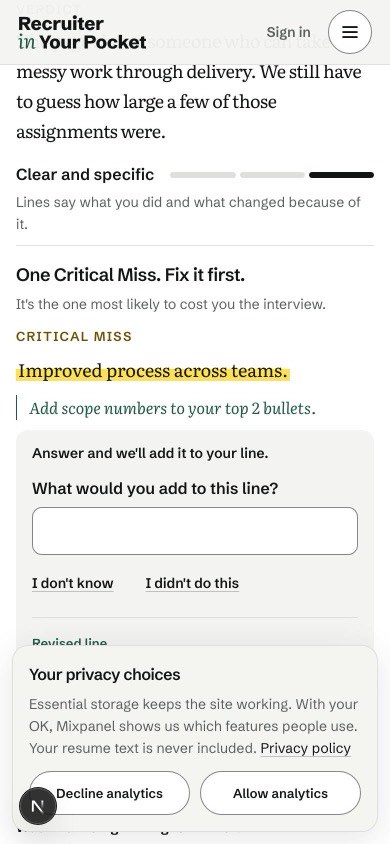 Recruiter
in Your Pocket
Sign in
messy work through delivery. We still have
to guess how large a few of those
assignments were.
Clear and specific
Lines say what you did and what changed because of
it.
One Critical Miss. Fix it first.
It's the one most likely to cost you the interview.
CRITICAL MISS
Improved process across teams.
Add scope numbers to your top 2 bullets.
Answer and we'll add it to your line.
What would you add to this line?
I don't know
I didn't do this
Revised line
Your privacy choices
Essential storage keeps the site working. With your
OK, Mixpanel shows us which features people use.
Your resume text is never included. Privacy policy
Decline analytics
Allow analytics
N